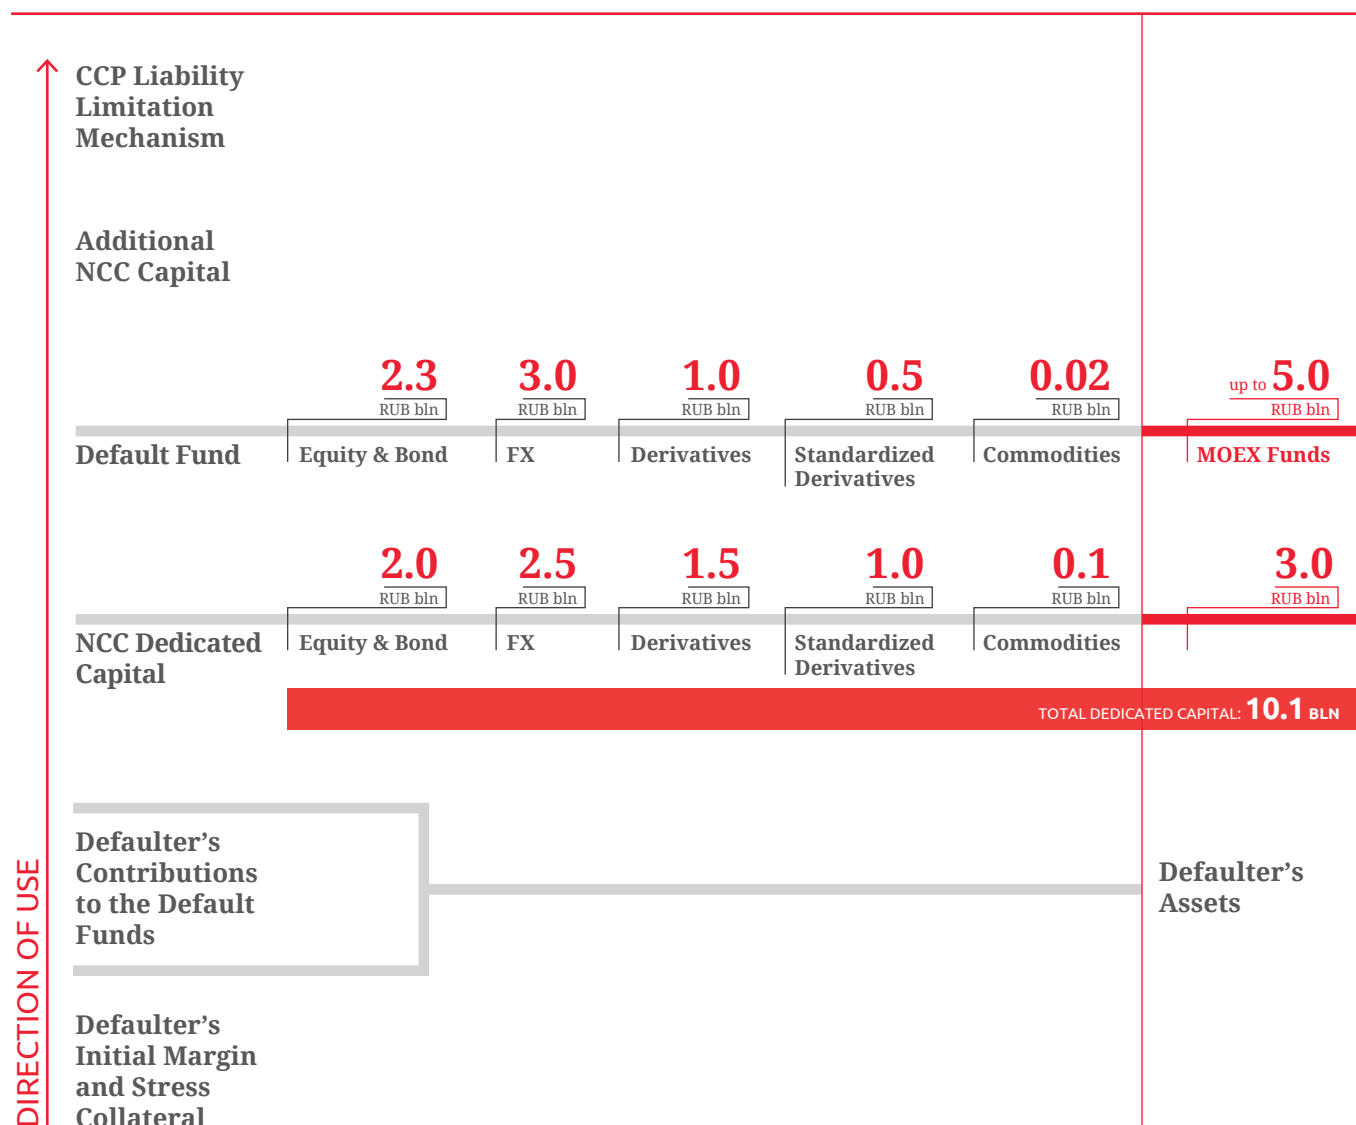 CCP Liability
Limitation
Mechanism
Additional
NCC Capital
2.3
RUB bln
3.0
RUB bln
1.0
RUB bln
0.5
RUB bln
0.02
RUB bln
up to 5.0
RUB bln
Default Fund
Equity & Bond
FX
Derivatives
Standardized
Derivatives
Commodities
MOEX Funds
2.0
RUB bln
2.5
RUB bln
1.5
RUB bln
1.0
RUB bln
0.1
RUB bln
3.0
RUB bln
NCC Dedicated
Capital
Equity & Bond
FX
Derivatives
Standardized
Derivatives
Commodities
TOTAL DEDICATED CAPITAL: 10.1 BLN
Defaulter’s
Contributions
to the Default
Funds
Defaulter’s
Assets
Defaulter’s
Initial Margin
and Stress
Collateral
DIRECTION OF USE